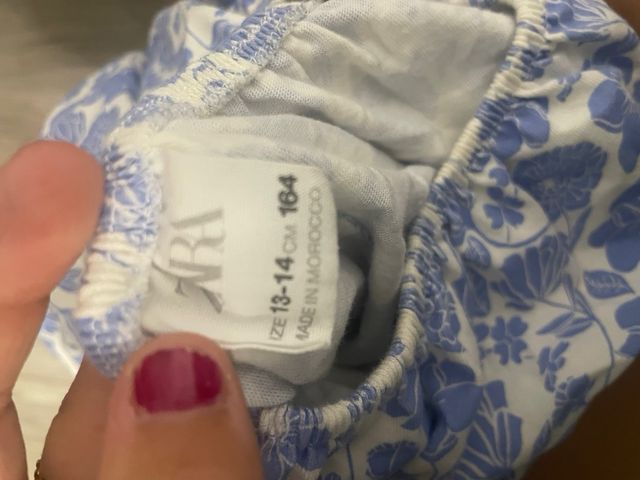 ZARA
IZE 13-14 CM 164
MADE IN MOROCCO